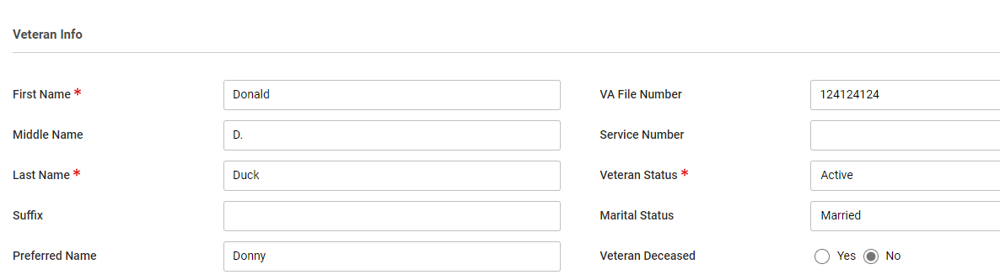 Veteran Info
First Name * Donald
VA File Number 124124124
Middle Name D.
Service Number
Last Name * Duck
Veteran Status * Active
Suffix
Marital Status Married
Preferred Name Donny
Veteran Deceased Yes No